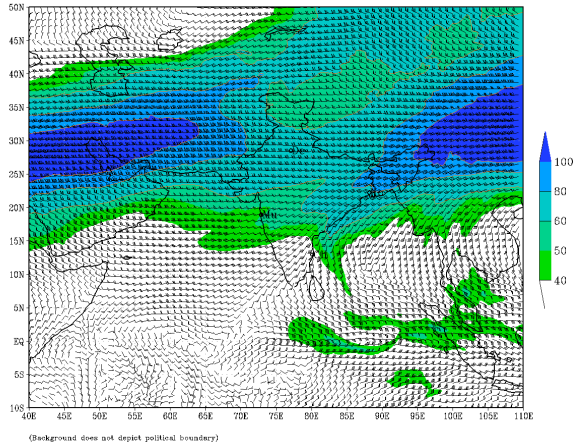 50N
45N
40N
35N
30N
25N
20N
15N
10N
5N
EQ
5S
10S
40E 45E 50E 55E 60E 65E 70E 75E 80E 85E 90E 95E 100E 105E 110E
100
80
60
50
40
(Background does not depict political boundary)